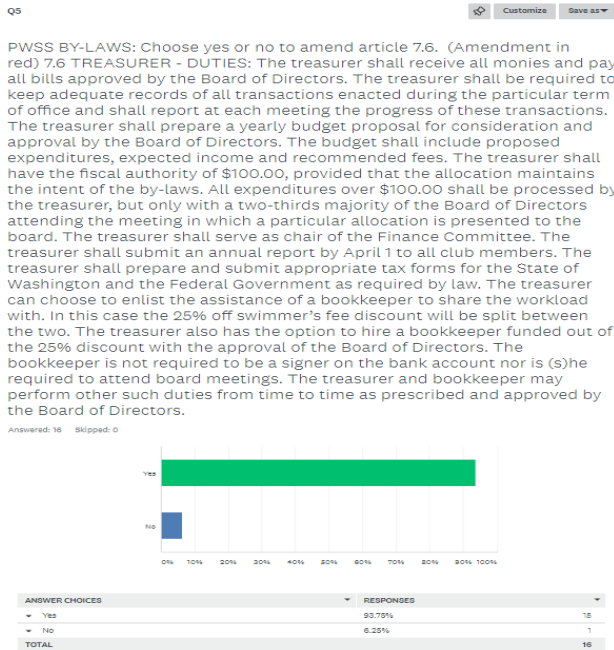 Q5
Customize
Save as
PWSS BY-LAWS: Choose yes or no to amend article 7.6. (Amendment in
red) 7.6 TREASURER - DUTIES: The treasurer shall receive all monies and pay
all bills approved by the Board of Directors. The treasurer shall be required to
keep adequate records of all transactions enacted during the particular term
of office and shall report at each meeting the progress of these transactions.
The treasurer shall prepare a yearly budget proposal for consideration and
approval by the Board of Directors. The budget shall include proposed
expenditures, expected income and recommended fees. The treasurer shall
have the fiscal authority of $100.00, provided that the allocation maintains
the intent of the by-laws. All expenditures over $100.00 shall be processed by
the treasurer, but only with a two-thirds majority of the Board of Directors
attending the meeting in which a particular allocation is presented to the
board. The treasurer shall serve as chair of the Finance Committee. The
treasurer shall submit an annual report by April 1 to all club members. The
treasurer shall prepare and submit appropriate tax forms for the State of
Washington and the Federal Government as required by law. The treasurer
can choose to enlist the assistance of a bookkeeper to share the workload
with. In this case the 25% off swimmer's fee discount will be split between
the two. The treasurer also has the option to hire a bookkeeper funded out of
the 25% discount with the approval of the Board of Directors. The
bookkeeper is not required to be a signer on the bank account nor is (s)he
required to attend board meetings. The treasurer and bookkeeper may
perform other such duties from time to time as prescribed and approved by
the Board of Directors.
Answered: 16 Skipped: 0
Yes
No
0% 10% 20% 30% 40% 50% 60% 70% 80% 90% 100%
ANSWER CHOICES RESPONSES
Yes 93.75% 15
No 6.25% 1
TOTAL 16